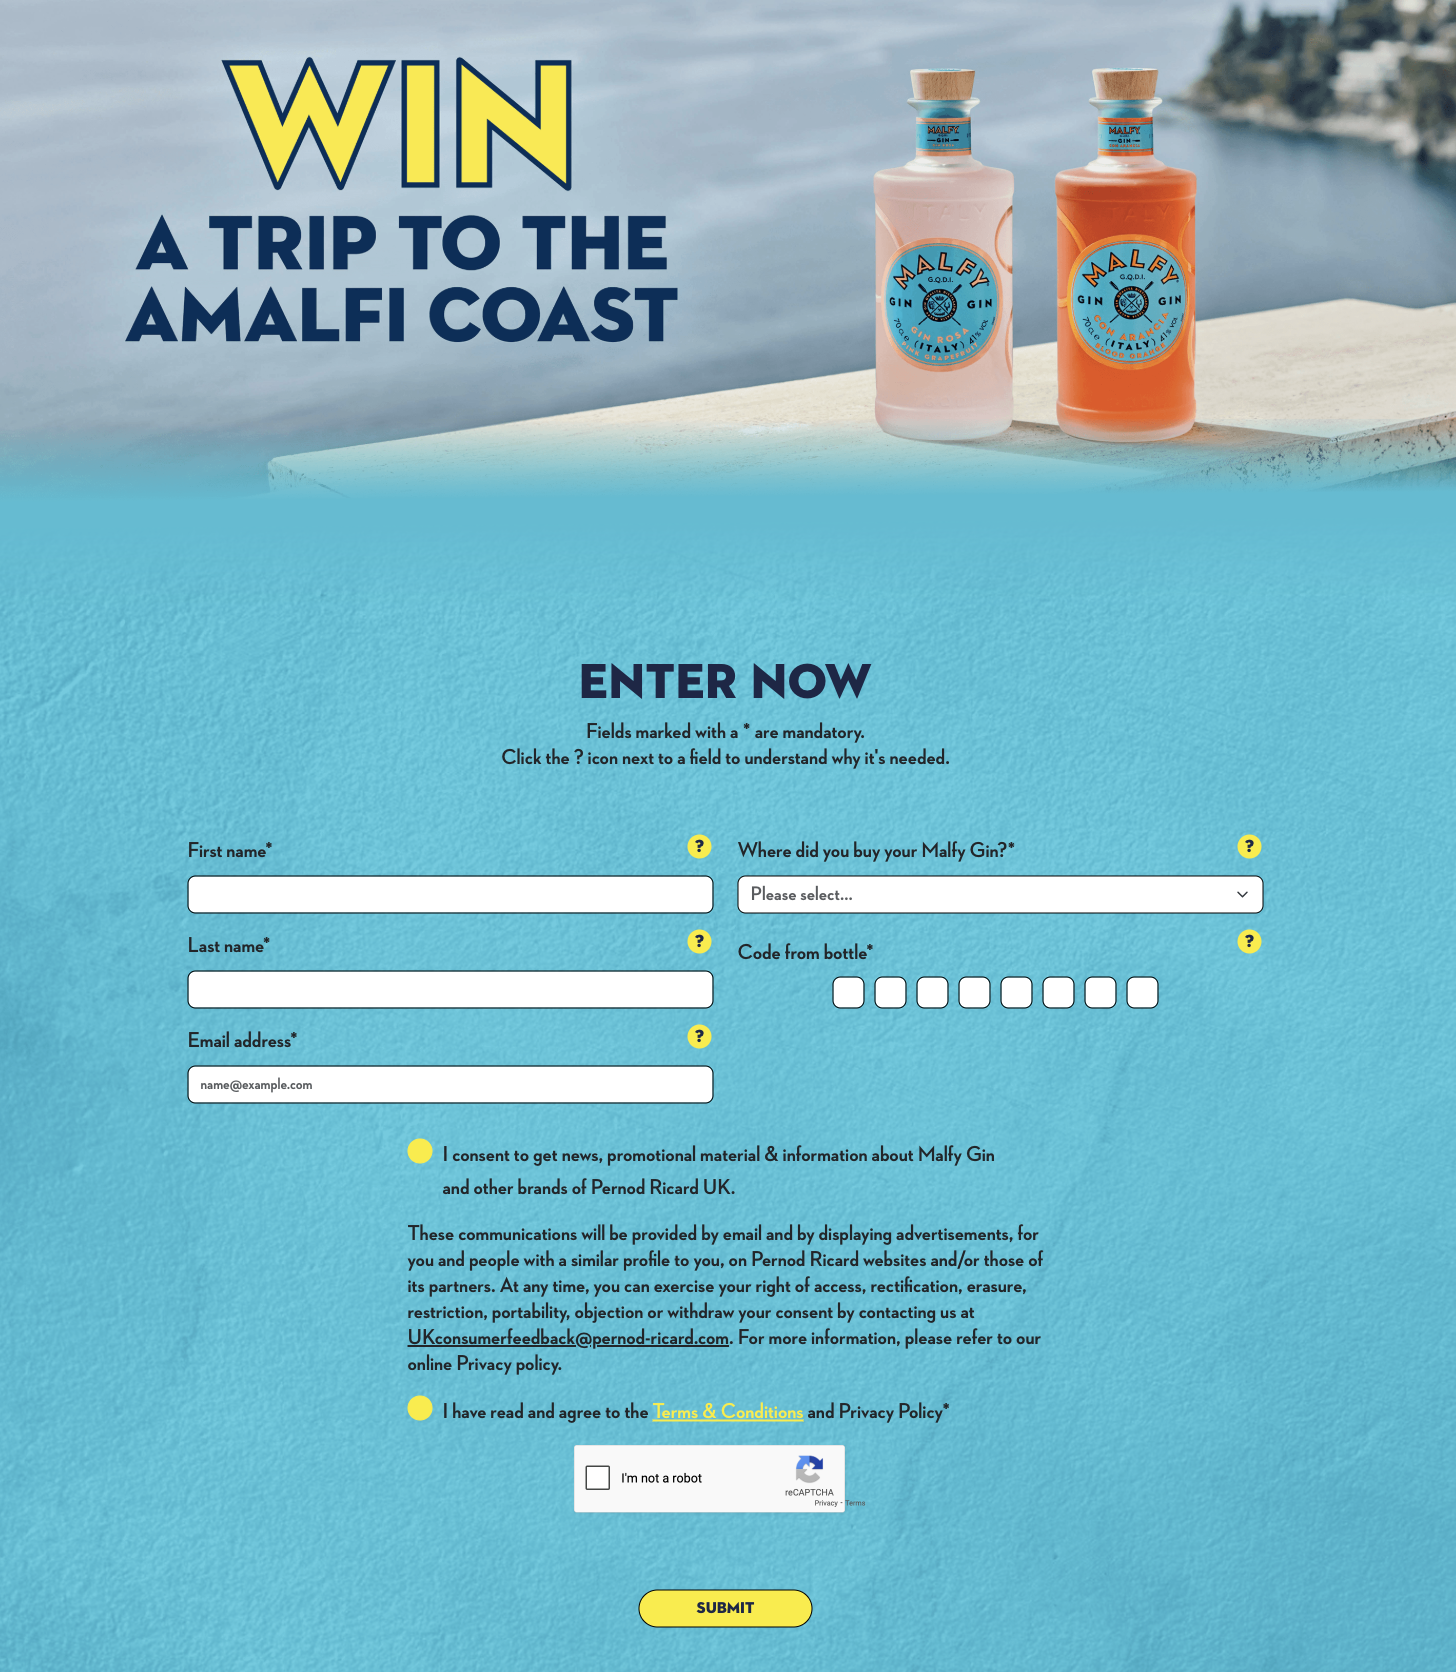 WIN
A TRIP TO THE
AMALFI COAST
MALFY
GIN
MALFY
GIN
MALFY
G.Q.D.I.
GIN GIN
70 CL e 41% VOL
GIN ROSA
(ITALY)
PINK GRAPEFRUIT
MALFY
G.Q.D.I.
GIN GIN
70 CL e 41% VOL
CON ARANCIA
(ITALY)
BLOOD ORANGE
ENTER NOW
Fields marked with a * are mandatory.
Click the ? icon next to a field to understand why it's needed.
First name* ?
Where did you buy your Malfy Gin?* ?
Please select...
Last name* ?
Code from bottle* ?
Email address* ?
name@example.com
I consent to get news, promotional material & information about Malfy Gin
and other brands of Pernod Ricard UK.
These communications will be provided by email and by displaying advertisements, for
you and people with a similar profile to you, on Pernod Ricard websites and/or those of
its partners. At any time, you can exercise your right of access, rectification, erasure,
restriction, portability, objection or withdraw your consent by contacting us at
UKconsumerfeedback@pernod-ricard.com. For more information, please refer to our
online Privacy policy.
I have read and agree to the Terms & Conditions and Privacy Policy*
I'm not a robot
reCAPTCHA
Privacy - Terms
SUBMIT